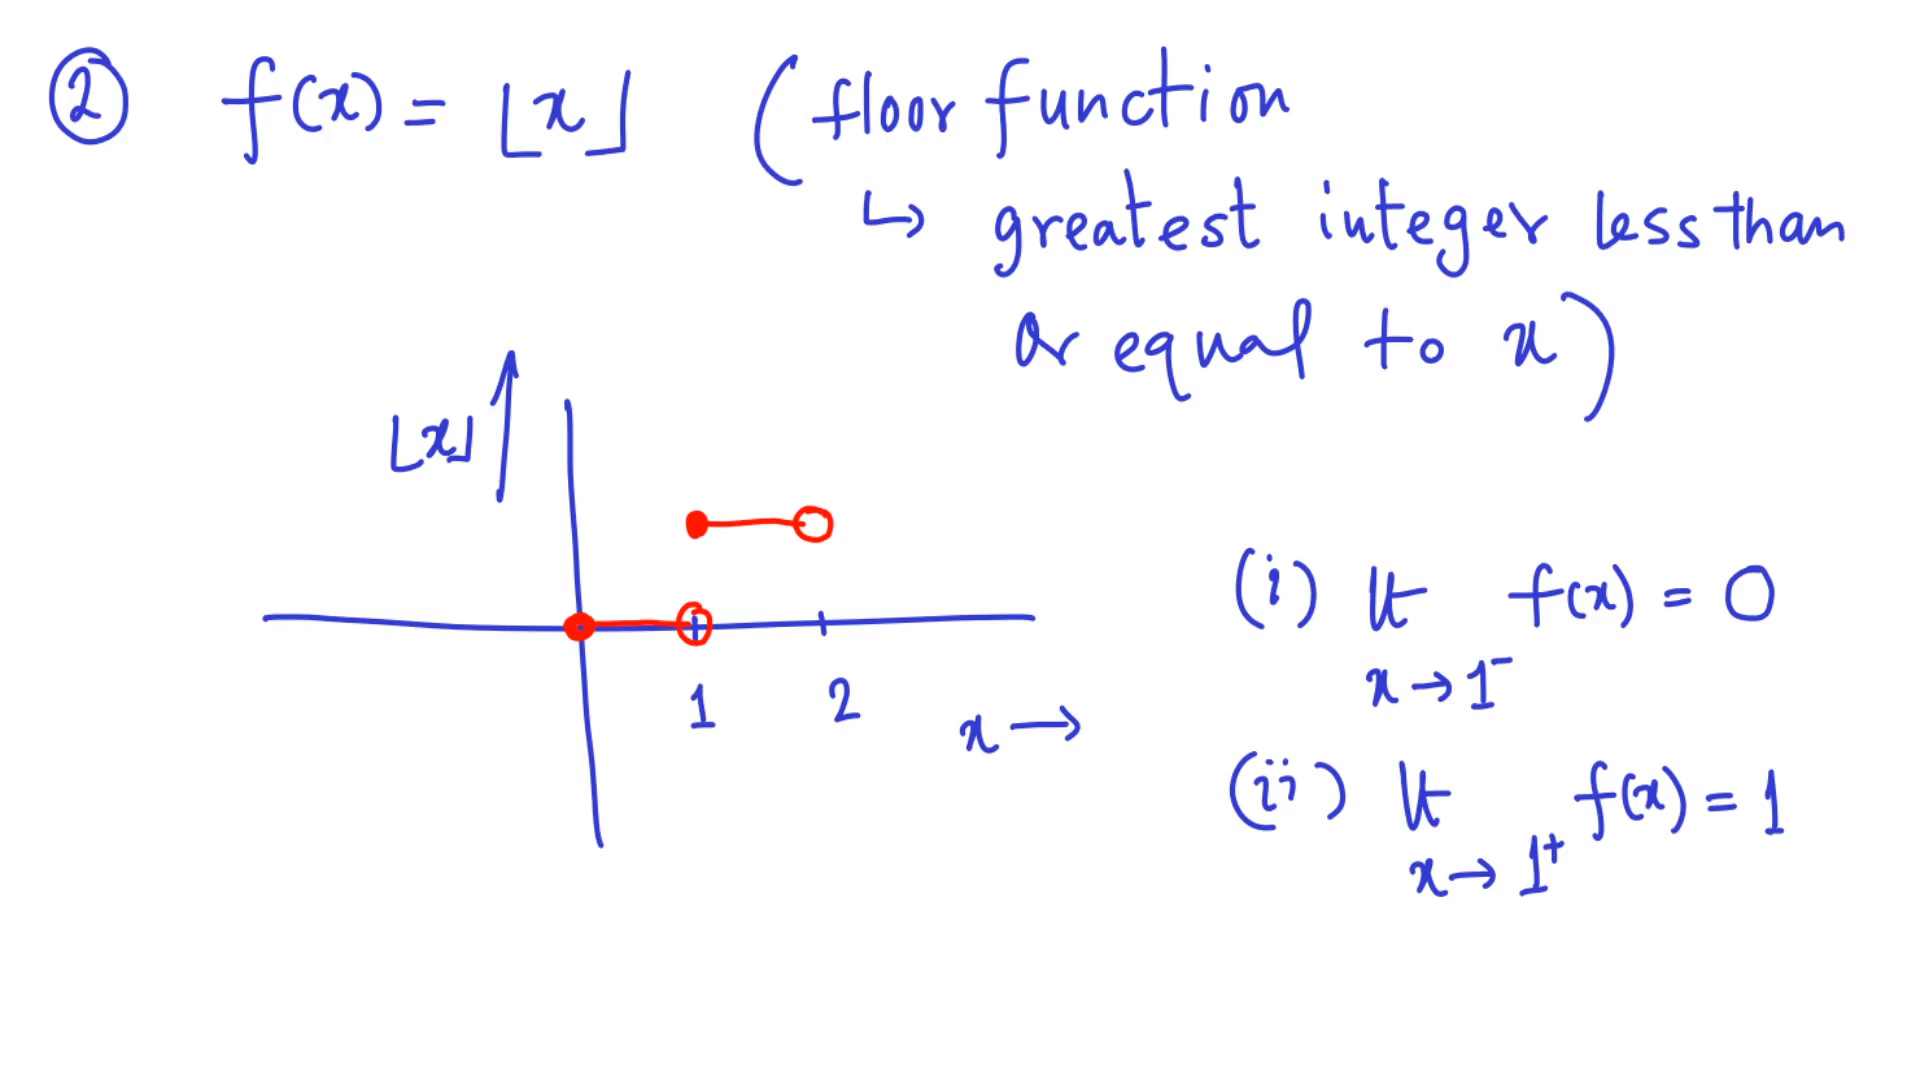 ② f(x) = ⌊x⌋ (floor function
↳ greatest integer less than
or equal to x)
⌊x⌋
1 2
x →
(i) lt f(x) = 0
x → 1⁻
(ii) lt f(x) = 1
x → 1⁺